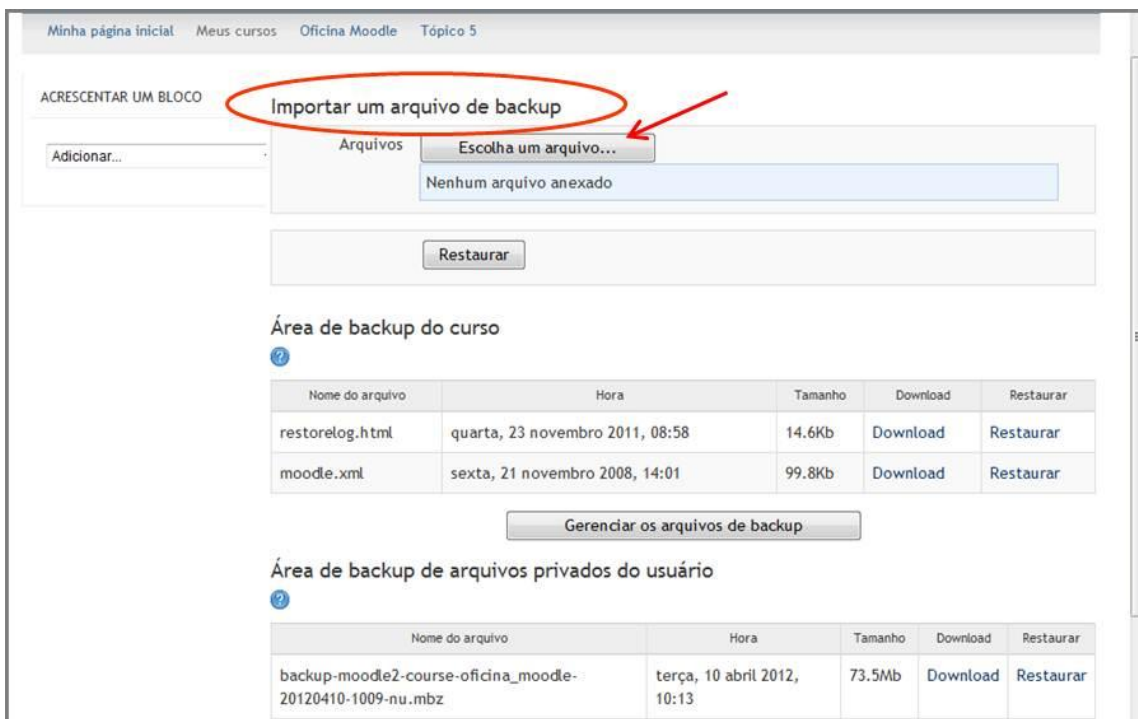 Minha página inicial Meus cursos Oficina Moodle Tópico 5
ACRESCENTAR UM BLOCO
Adicionar...
Importar um arquivo de backup
Arquivos Escolha um arquivo...
Nenhum arquivo anexado
Restaurar
Área de backup do curso
Nome do arquivo Hora Tamanho Download Restaurar
restorelog.html quarta, 23 novembro 2011, 08:58 14.6Kb Download Restaurar
moodle.xml sexta, 21 novembro 2008, 14:01 99.8Kb Download Restaurar
Gerenciar os arquivos de backup
Área de backup de arquivos privados do usuário
Nome do arquivo Hora Tamanho Download Restaurar
backup-moodle2-course-oficina_moodle- terça, 10 abril 2012, 73.5Mb Download Restaurar
20120410-1009-nu.mbz 10:13